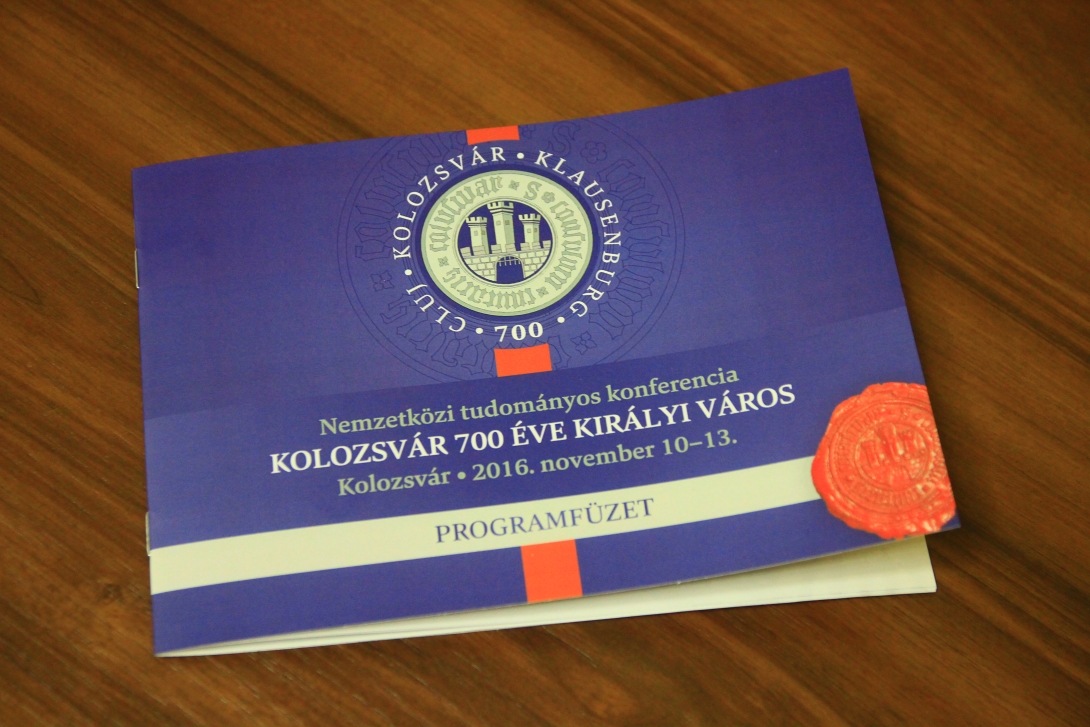 CLUJ • KOLOZSVÁR • KLAUSENBURG •
700
Nemzetközi tudományos konferencia
KOLOZSVÁR 700 ÉVE KIRÁLYI VÁROS
Kolozsvár • 2016. november 10–13.
PROGRAMFÜZET